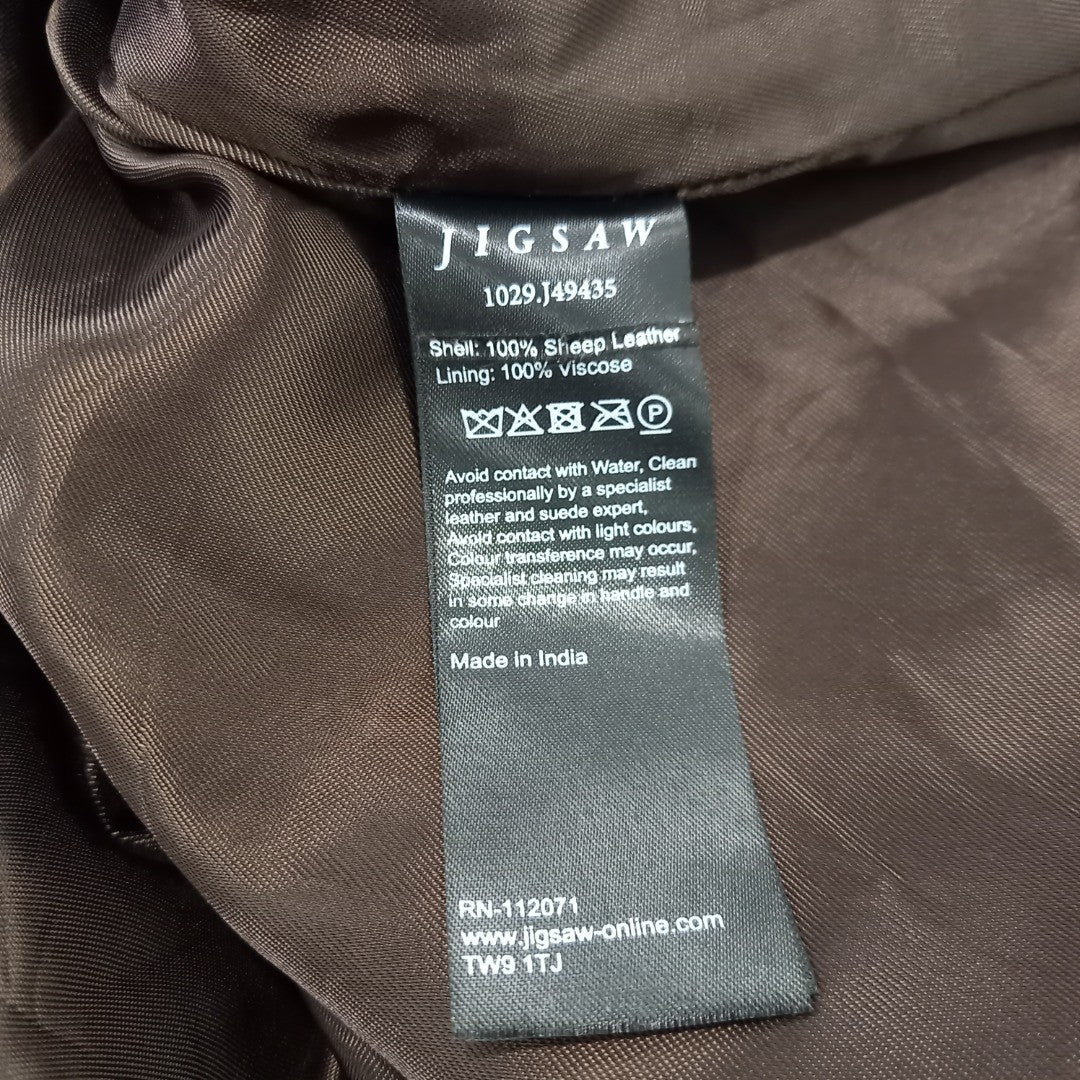 JIGSAW
1029.J49435
Shell: 100% Sheep Leather
Lining: 100% Viscose
P
Avoid contact with Water, Clean
professionally by a specialist
leather and suede expert,
Avoid contact with light colours,
Colour transference may occur,
Specialist cleaning may result
in some change in handle and
colour
Made in India
RN-112071
www.jigsaw-online.com
TW9 1TJ